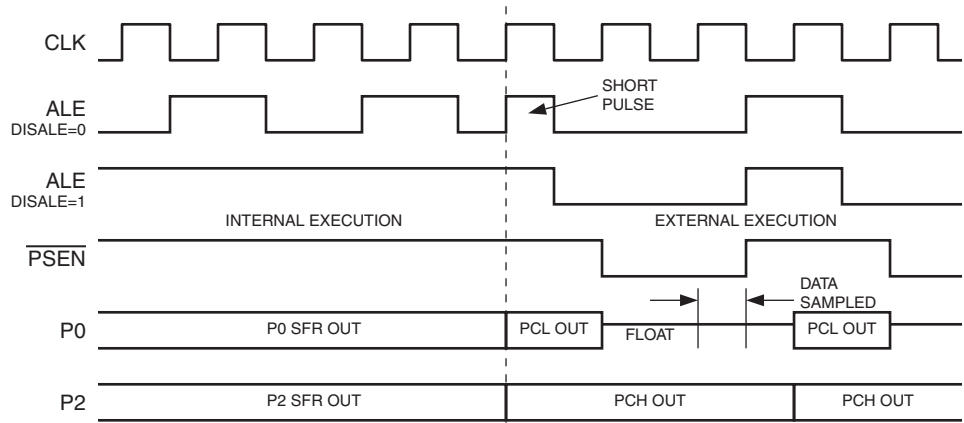 CLK
ALE
DISALE=0
SHORT
PULSE
ALE
DISALE=1
INTERNAL EXECUTION
EXTERNAL EXECUTION
PSEN
DATA
SAMPLED
P0
P0 SFR OUT
PCL OUT
FLOAT
PCL OUT
P2
P2 SFR OUT
PCH OUT
PCH OUT